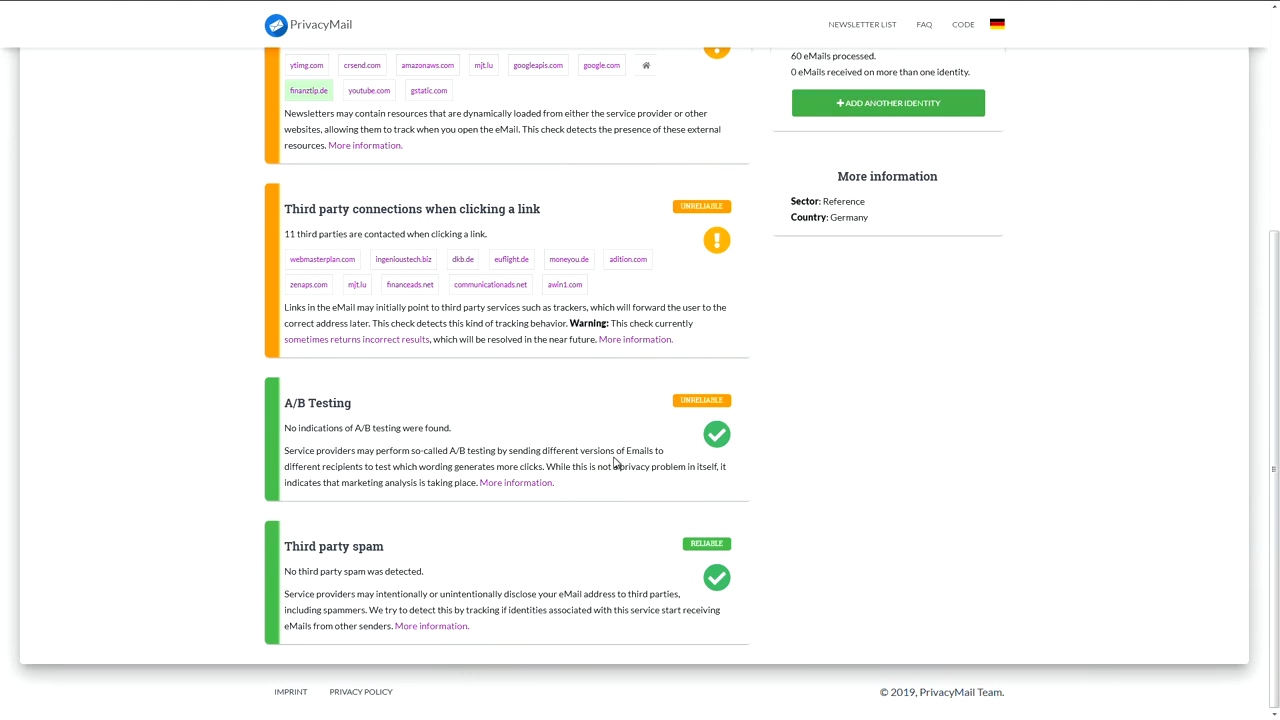 PrivacyMail
NEWSLETTER LIST
FAQ
CODE
ytimg.com
crsend.com
amazonaws.com
mjt.lu
googleapis.com
google.com
finanztip.de
youtube.com
gstatic.com
Newsletters may contain resources that are dynamically loaded from either the service provider or other
websites, allowing them to track when you open the eMail. This check detects the presence of these external
resources. More information.
60 eMails processed.
0 eMails received on more than one identity.
ADD ANOTHER IDENTITY
More information
Sector: Reference
Country: Germany
Third party connections when clicking a link
UNRELIABLE
11 third parties are contacted when clicking a link.
webmasterplan.com
ingenioustech.biz
dkb.de
euflight.de
moneyou.de
adition.com
zenaps.com
mjt.lu
financeads.net
communicationads.net
awin1.com
Links in the eMail may initially point to third party services such as trackers, which will forward the user to the
correct address later. This check detects this kind of tracking behavior. Warning: This check currently
sometimes returns incorrect results, which will be resolved in the near future. More information.
A/B Testing
UNRELIABLE
No indications of A/B testing were found.
Service providers may perform so-called A/B testing by sending different versions of Emails to
different recipients to test which wording generates more clicks. While this is not a privacy problem in itself, it
indicates that marketing analysis is taking place. More information.
Third party spam
RELIABLE
No third party spam was detected.
Service providers may intentionally or unintentionally disclose your eMail address to third parties,
including spammers. We try to detect this by tracking if identities associated with this service start receiving
eMails from other senders. More information.
IMPRINT
PRIVACY POLICY
© 2019, PrivacyMail Team.